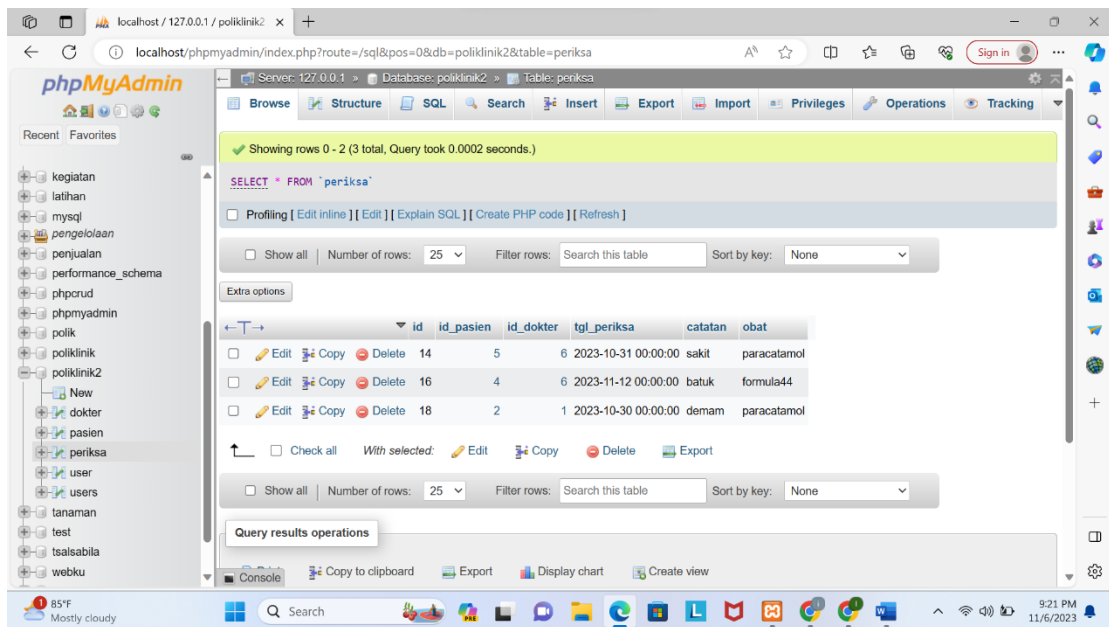 localhost / 127.0.0.1 / poliklinik2
localhost/phpmyadmin/index.php?route=/sql&pos=0&db=poliklinik2&table=periksa
Sign in
phpMyAdmin
Recent Favorites
kegiatan
latihan
mysql
pengelolaan
penjualan
performance_schema
phpcrud
phpmyadmin
polik
poliklinik
poliklinik2
New
dokter
pasien
periksa
user
users
tanaman
test
tsalsabila
webku
Server: 127.0.0.1 » Database: poliklinik2 » Table: periksa
Browse Structure SQL Search Insert Export Import Privileges Operations Tracking
Showing rows 0 - 2 (3 total, Query took 0.0002 seconds.)
SELECT * FROM `periksa`
Profiling [ Edit inline ] [ Edit ] [ Explain SQL ] [ Create PHP code ] [ Refresh ]
Show all | Number of rows: 25 Filter rows: Search this table Sort by key: None
Extra options
id id_pasien id_dokter tgl_periksa catatan obat
Edit Copy Delete 14 5 6 2023-10-31 00:00:00 sakit paracatamol
Edit Copy Delete 16 4 6 2023-11-12 00:00:00 batuk formula44
Edit Copy Delete 18 2 1 2023-10-30 00:00:00 demam paracatamol
Check all With selected: Edit Copy Delete Export
Show all | Number of rows: 25 Filter rows: Search this table Sort by key: None
Query results operations
Console Copy to clipboard Export Display chart Create view
1
85°F
Mostly cloudy
Search
PRE
9:21 PM
11/6/2023